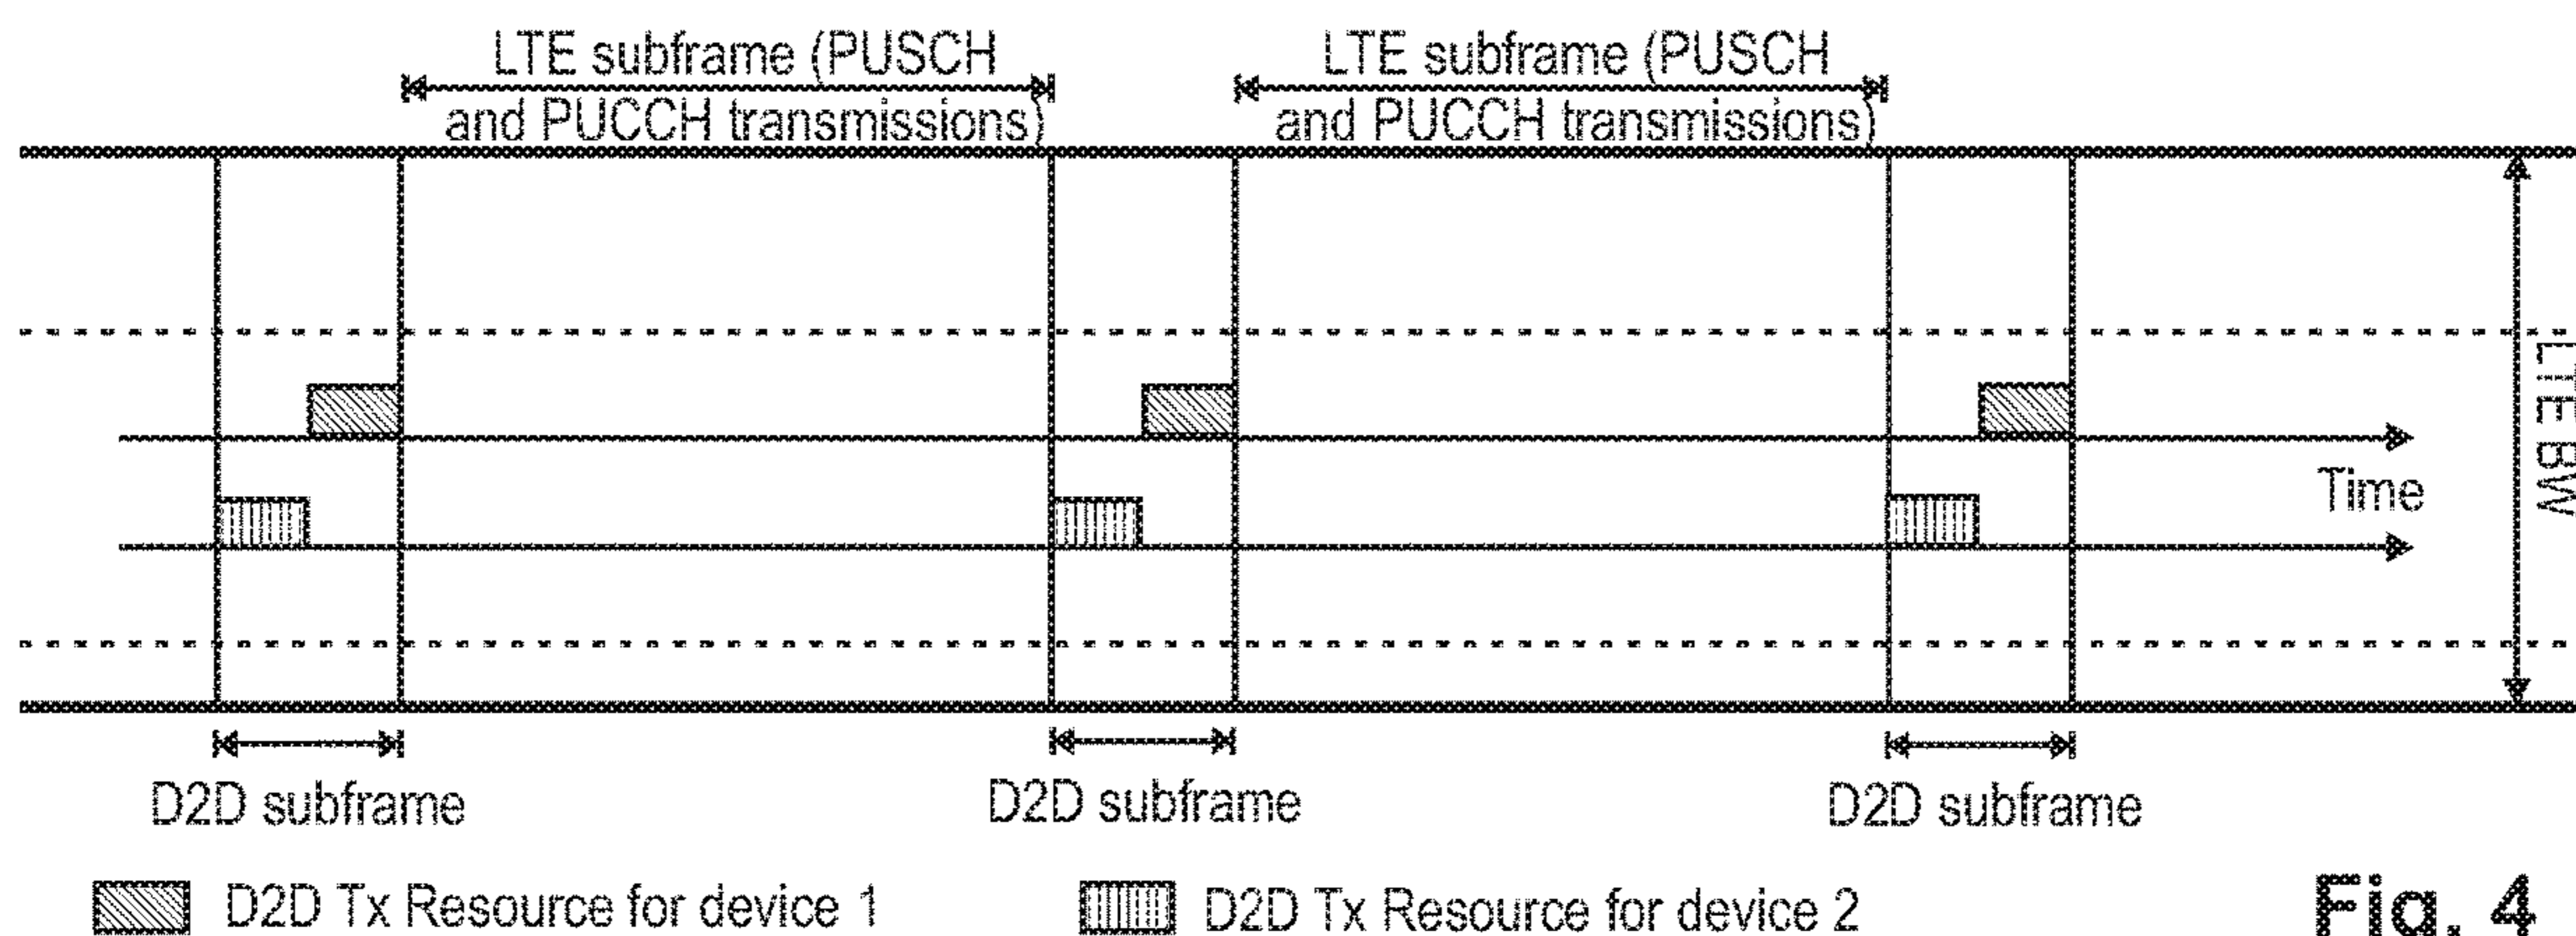 LTE subframe (PUSCH
and PUCCH transmissions)
LTE subframe (PUSCH
and PUCCH transmissions)
LTE BW
Time
D2D subframe
D2D subframe
D2D subframe
D2D Tx Resource for device 1
D2D Tx Resource for device 2
Fig. 4